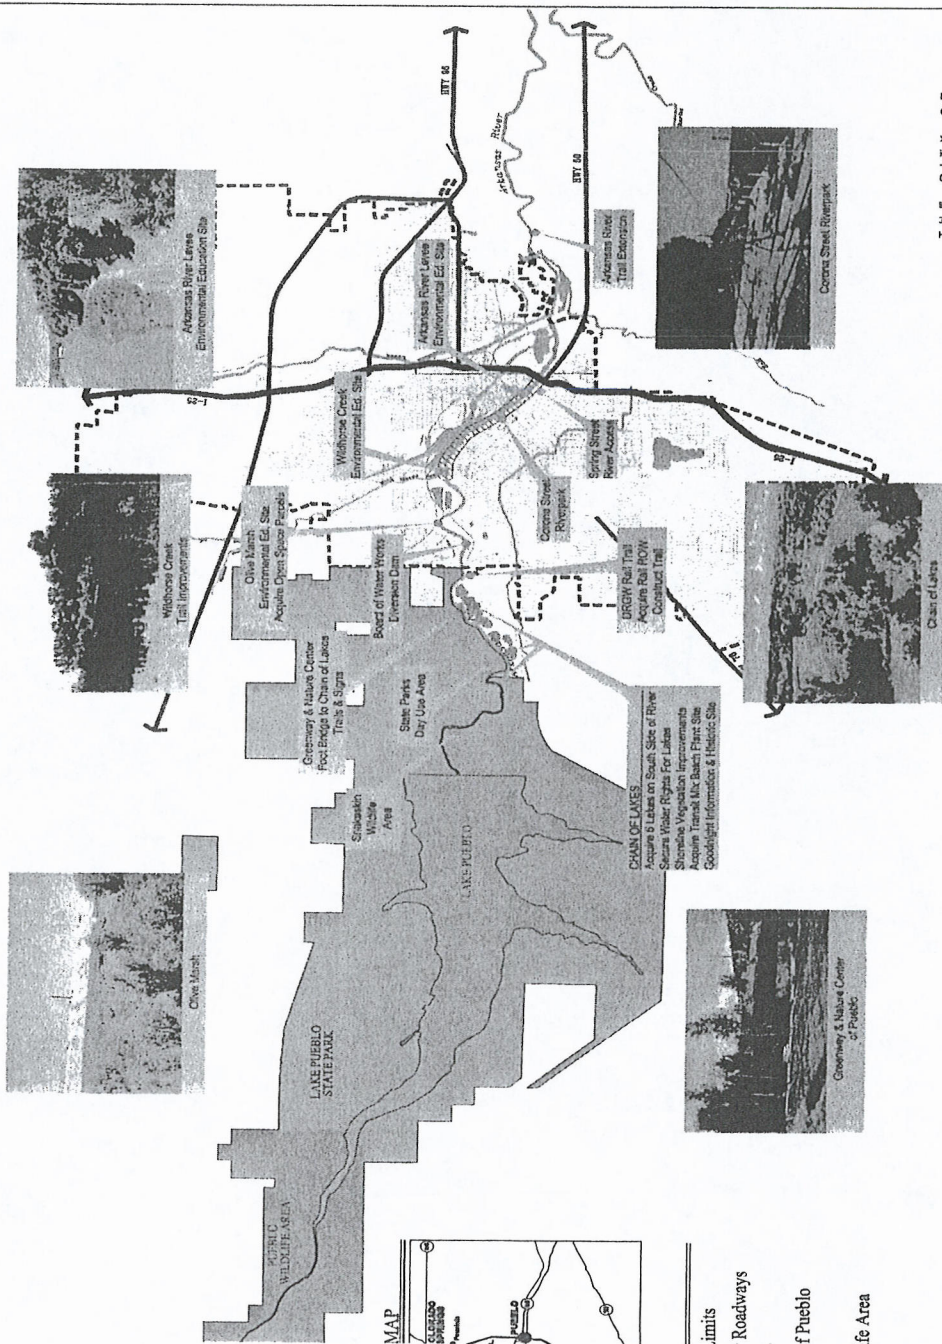 Olive Marsh
Wildhorse Creek
Trail Improvements
Arkansas River Levee
Environmental Education Site
PUEBLO
WILDLIFE AREA
LAKE PUEBLO
STATE PARK
LAKE PUEBLO
Area
Wildlife
Greenway & Nature Center
Foot Bridge to Chain of Lakes
Trails & Signs
State Parks
Day Use Area
Olive Marsh
Environmental Ed. Site
Acquire Open Space Parcels
Board of Water Works
Diversion Dam
Wildhorse Creek
Environmental Ed. Site
Arkansas River Levee
Environmental Ed. Site
I-25
Arkansas River
HWY 50
Arkansas River
Trail Extension
Spring Street
River Access
Corona Street
Riverpark
Rail Trail
Acquire Rail ROW
Construct Trail
I-25
CHAIN OF LAKES
Acquire 6 Lakes on South Side of River
Secure Water Rights For Lakes
Shoreline Vegetation Improvements
Acquire Transit Mix Batch Plant Site
Goodnight Information & Historic Site
Greenway & Nature Center
of Pueblo
Chain of Lakes
Corona Street Riverpark
MAP
COLORADO
SPRINGS
PUEBLO
Roadways
f Pueblo
fe Area